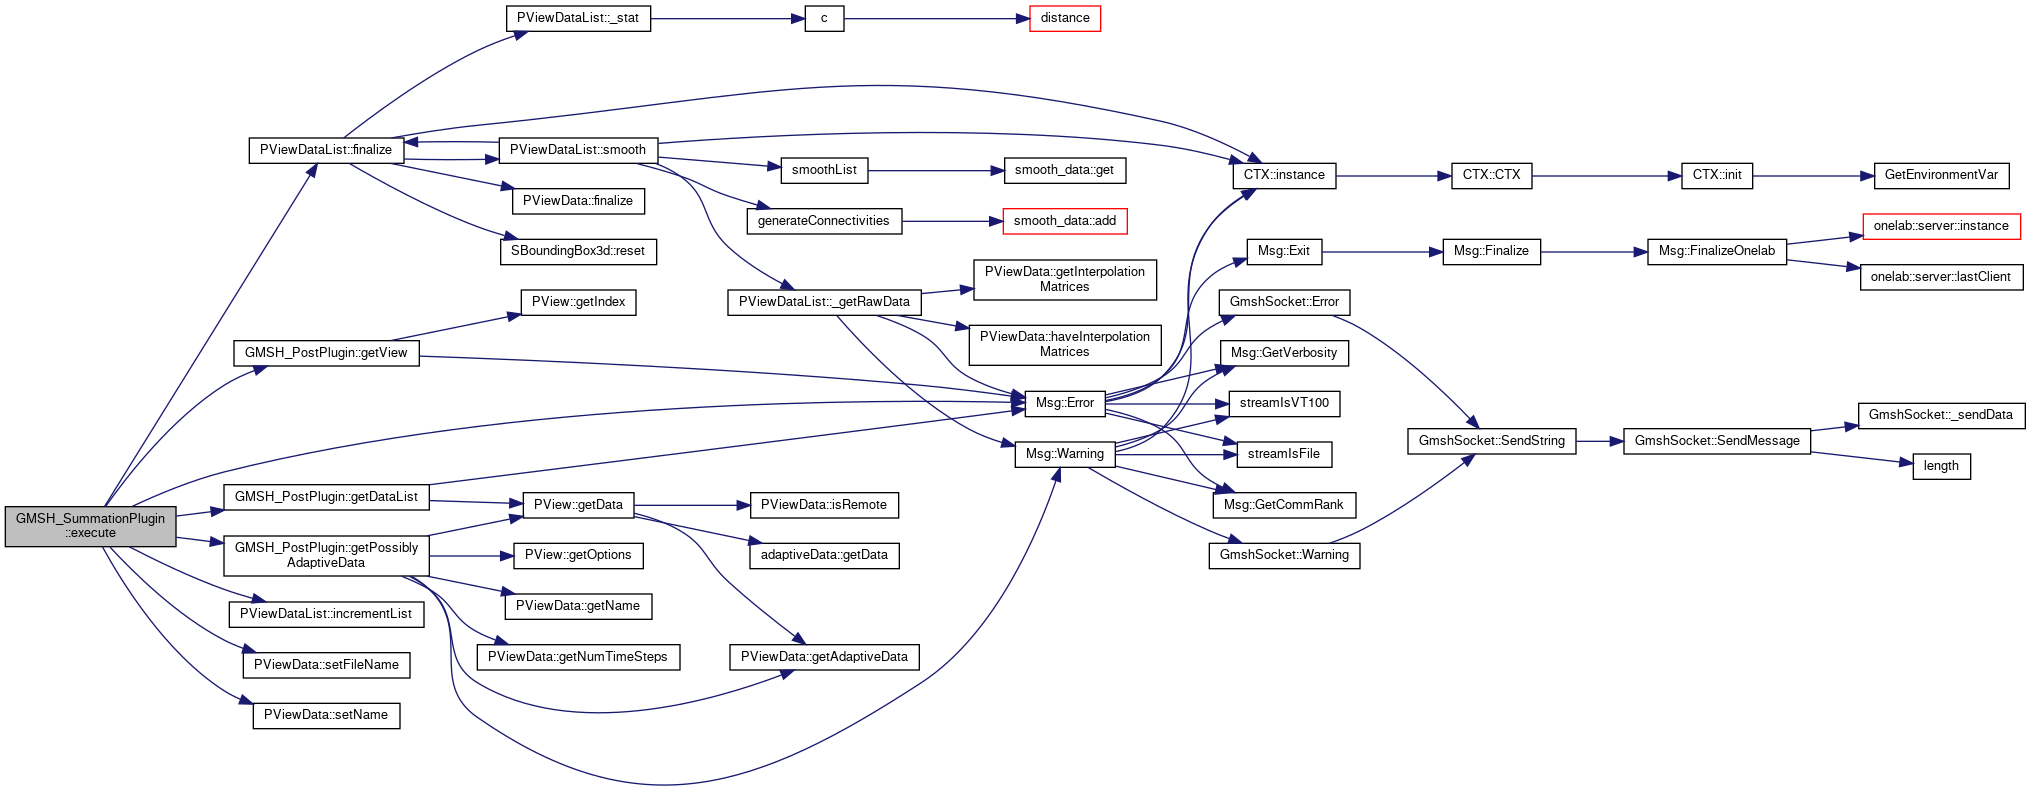 PViewDataList::_stat
c
distance
PViewDataList::finalize
PViewDataList::smooth
smoothList
smooth_data::get
CTX::instance
CTX::CTX
CTX::init
GetEnvironmentVar
PViewData::finalize
generateConnectivities
smooth_data::add
onelab::server::instance
SBoundingBox3d::reset
Msg::Exit
Msg::Finalize
Msg::FinalizeOnelab
onelab::server::lastClient
PViewData::getInterpolation
Matrices
PView::getIndex
PViewDataList::_getRawData
GmshSocket::Error
PViewData::haveInterpolation
Matrices
GMSH_PostPlugin::getView
Msg::GetVerbosity
Msg::Error
streamIsVT100
GmshSocket::_sendData
Msg::Warning
streamIsFile
GmshSocket::SendString
GmshSocket::SendMessage
length
GMSH_PostPlugin::getDataList
PView::getData
PViewData::isRemote
Msg::GetCommRank
GMSH_SummationPlugin
::execute
GMSH_PostPlugin::getPossibly
AdaptiveData
PView::getOptions
adaptiveData::getData
GmshSocket::Warning
PViewDataList::incrementList
PViewData::getName
PViewData::setFileName
PViewData::getNumTimeSteps
PViewData::getAdaptiveData
PViewData::setName